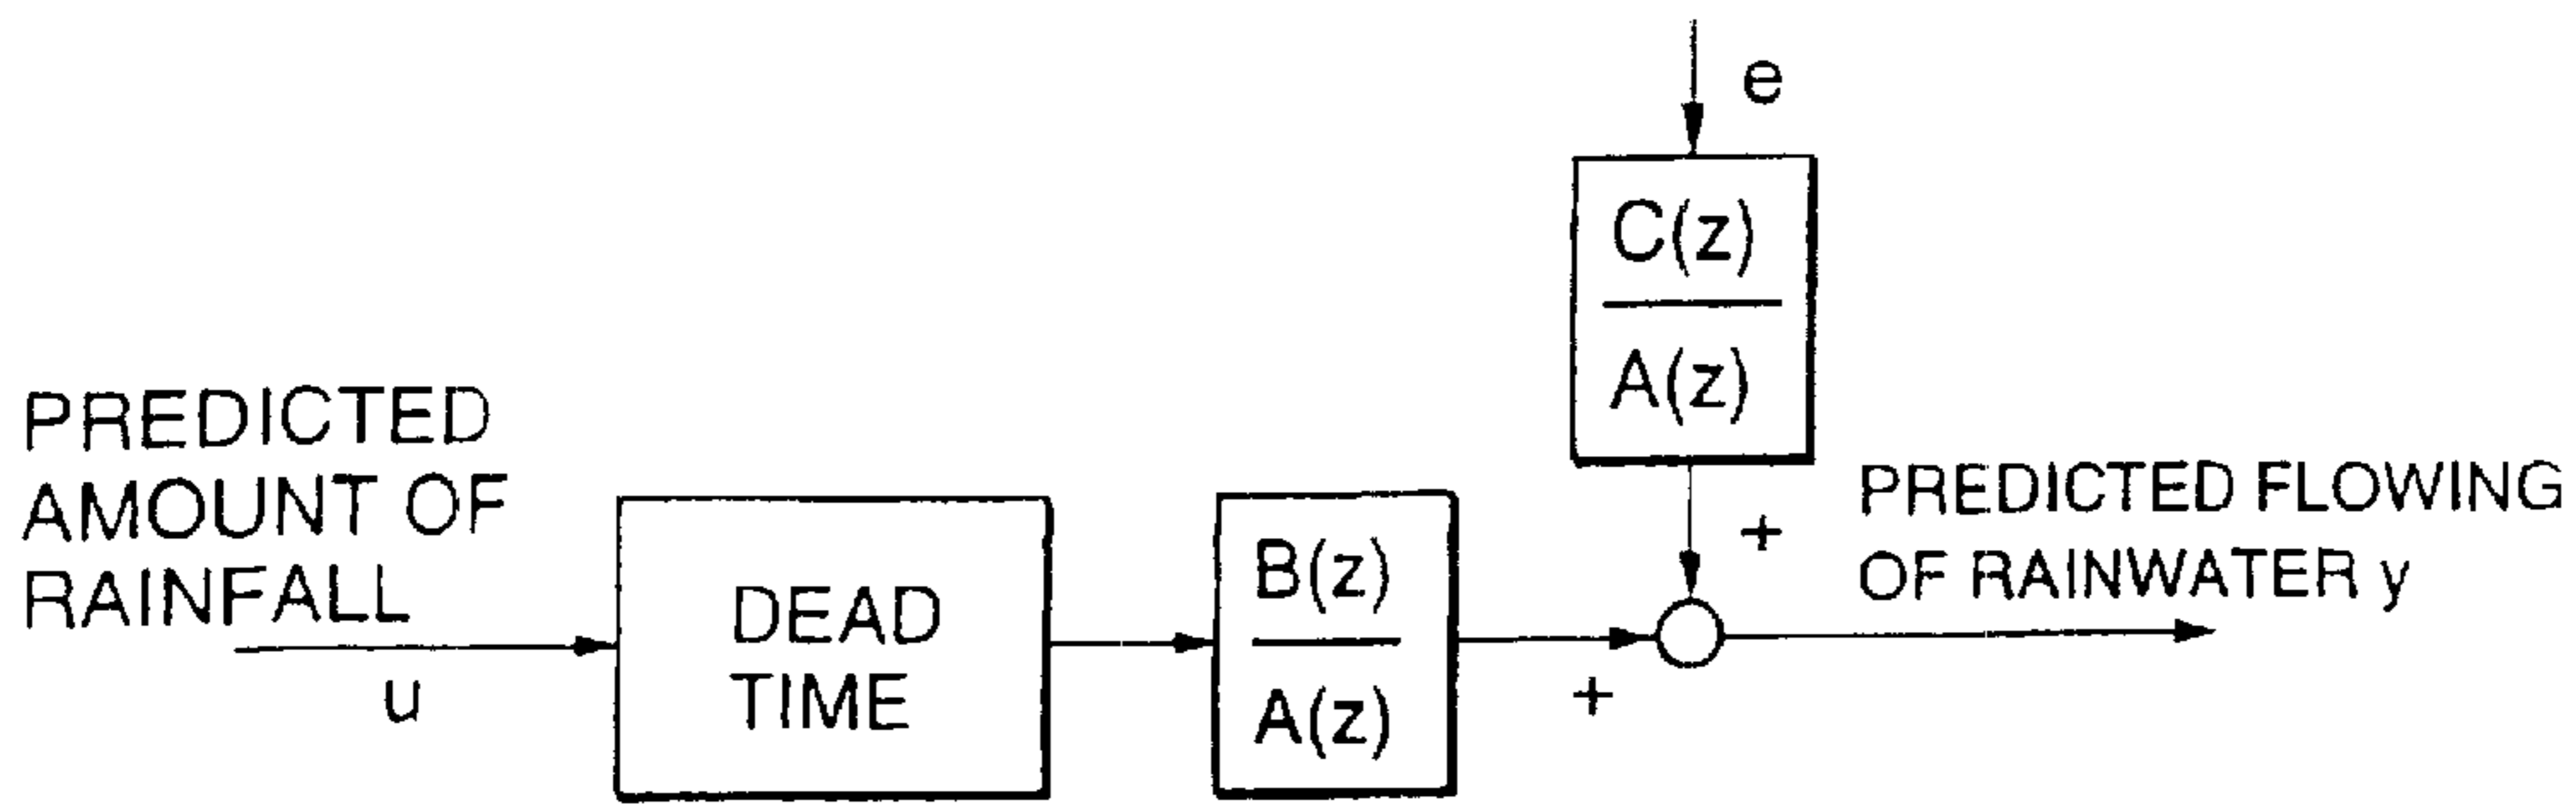 e
C(z)
A(z)
PREDICTED
AMOUNT OF
RAINFALL
u
DEAD
TIME
B(z)
A(z)
+
+
PREDICTED FLOWING
OF RAINWATER y